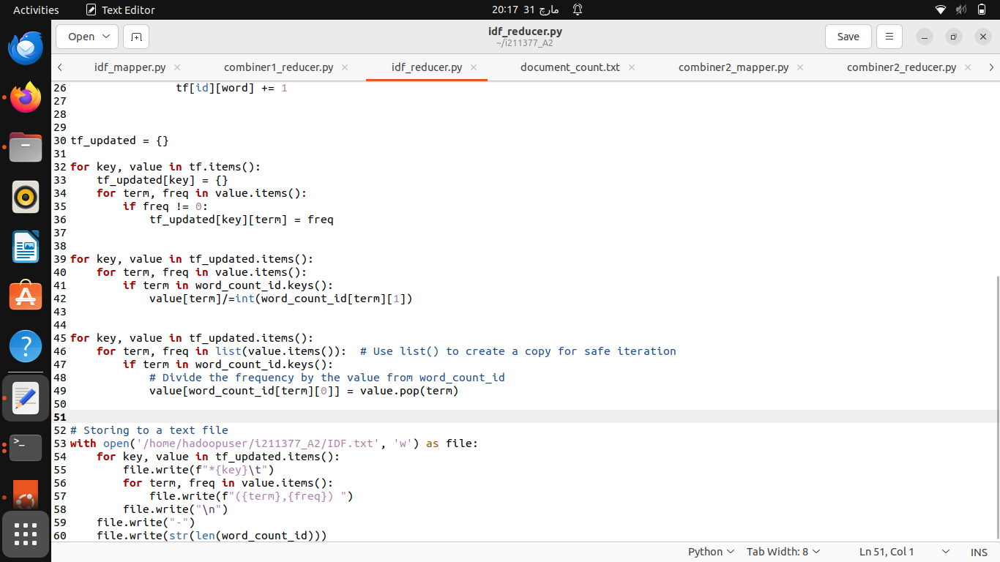 Activities
Text Editor
20:17 31 مارچ
Open
idf_reducer.py
~/i211377_A2
Save
idf_mapper.py
combiner1_reducer.py
idf_reducer.py
document_count.txt
combiner2_mapper.py
combiner2_reducer.py
26                 tf[id][word] += 1
27
28
29
30 tf_updated = {}
31
32 for key, value in tf.items():
33     tf_updated[key] = {}
34     for term, freq in value.items():
35         if freq != 0:
36             tf_updated[key][term] = freq
37
38
39 for key, value in tf_updated.items():
40     for term, freq in value.items():
41         if term in word_count_id.keys():
42             value[term]/=int(word_count_id[term][1])
43
44
45 for key, value in tf_updated.items():
46     for term, freq in list(value.items()):  # Use list() to create a copy for safe iteration
47         if term in word_count_id.keys():
48             # Divide the frequency by the value from word_count_id
49             value[word_count_id[term][0]] = value.pop(term)
50
51
52 # Storing to a text file
53 with open('/home/hadoopuser/i211377_A2/IDF.txt', 'w') as file:
54     for key, value in tf_updated.items():
55         file.write(f"*{key}\t")
56         for term, freq in value.items():
57             file.write(f"({term},{freq}) ")
58         file.write("\n")
59     file.write("-")
60     file.write(str(len(word_count_id)))
Python
Tab Width: 8
Ln 51, Col 1
INS